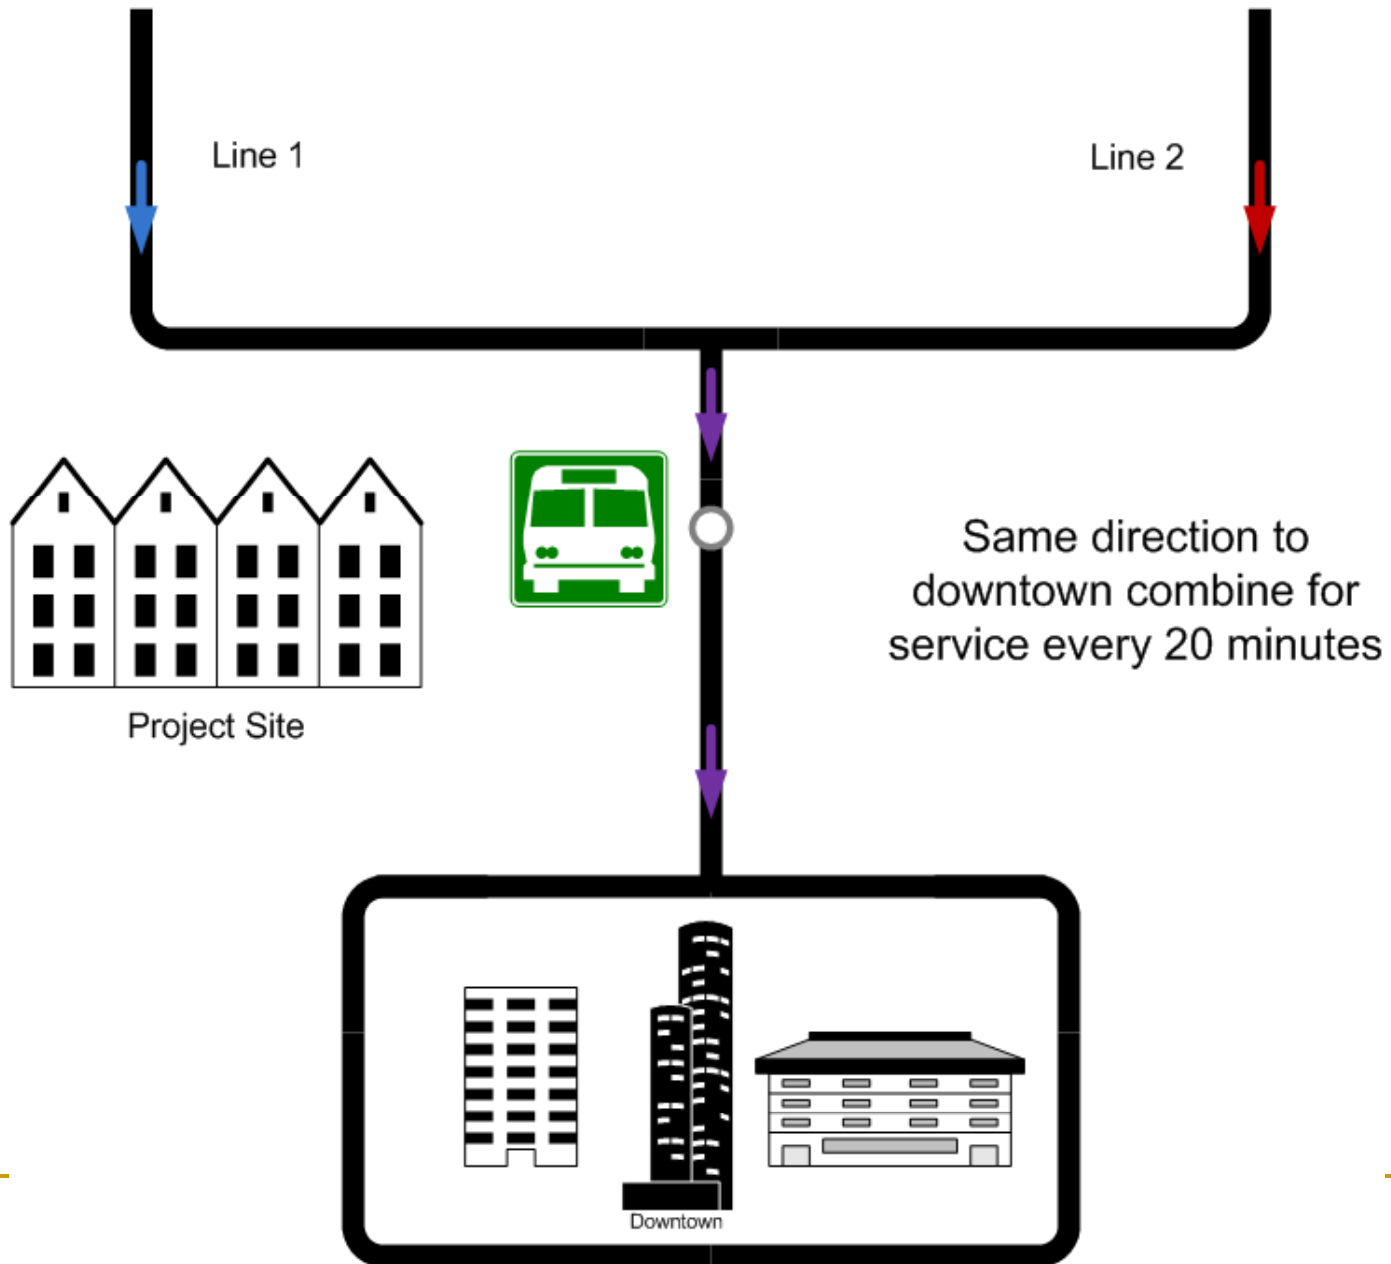 Line 1
Line 2
Same direction to
downtown combine for
service every 20 minutes
Project Site
Downtown